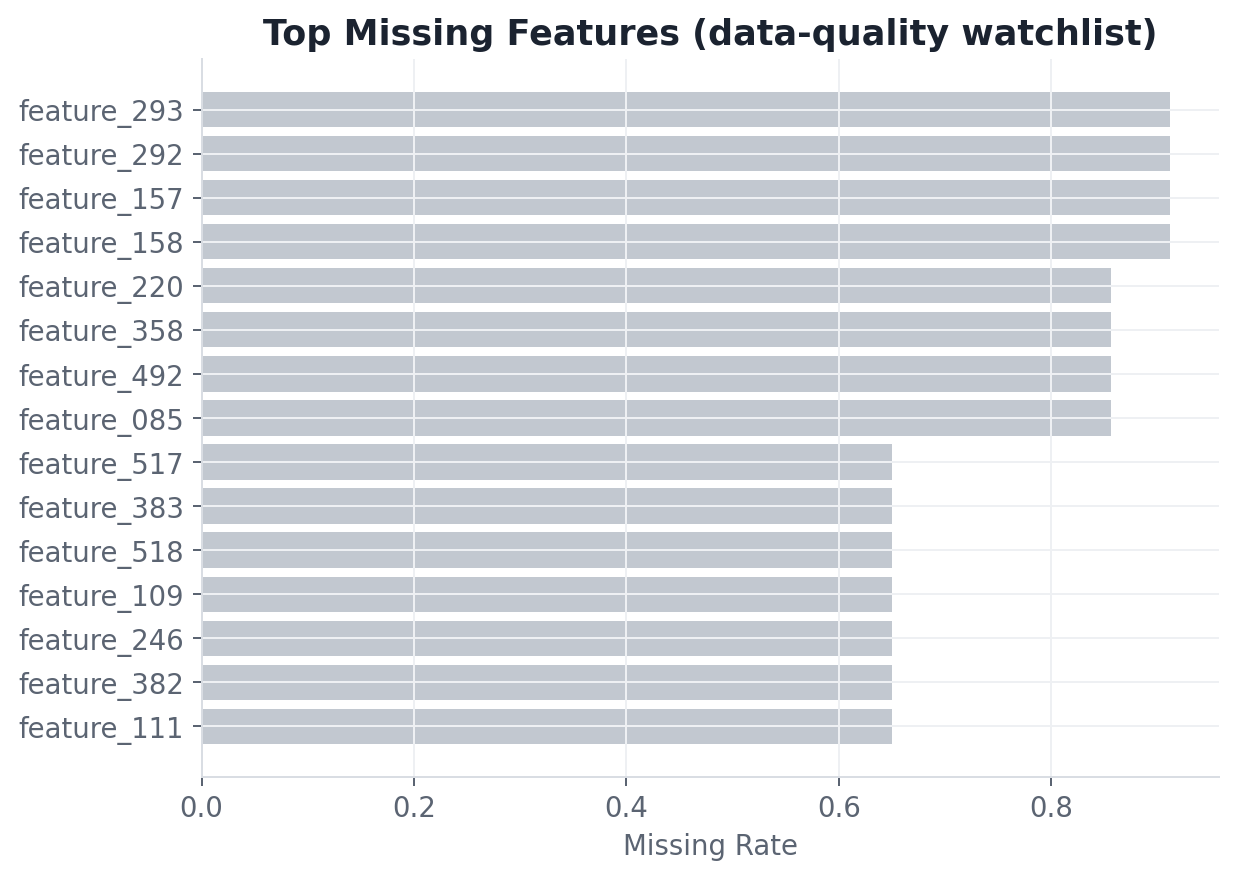 Top Missing Features (data-quality watchlist)
feature_293
feature_292
feature_157
feature_158
feature_220
feature_358
feature_492
feature_085
feature_517
feature_383
feature_518
feature_109
feature_246
feature_382
feature_111
0.0 0.2 0.4 0.6 0.8
Missing Rate